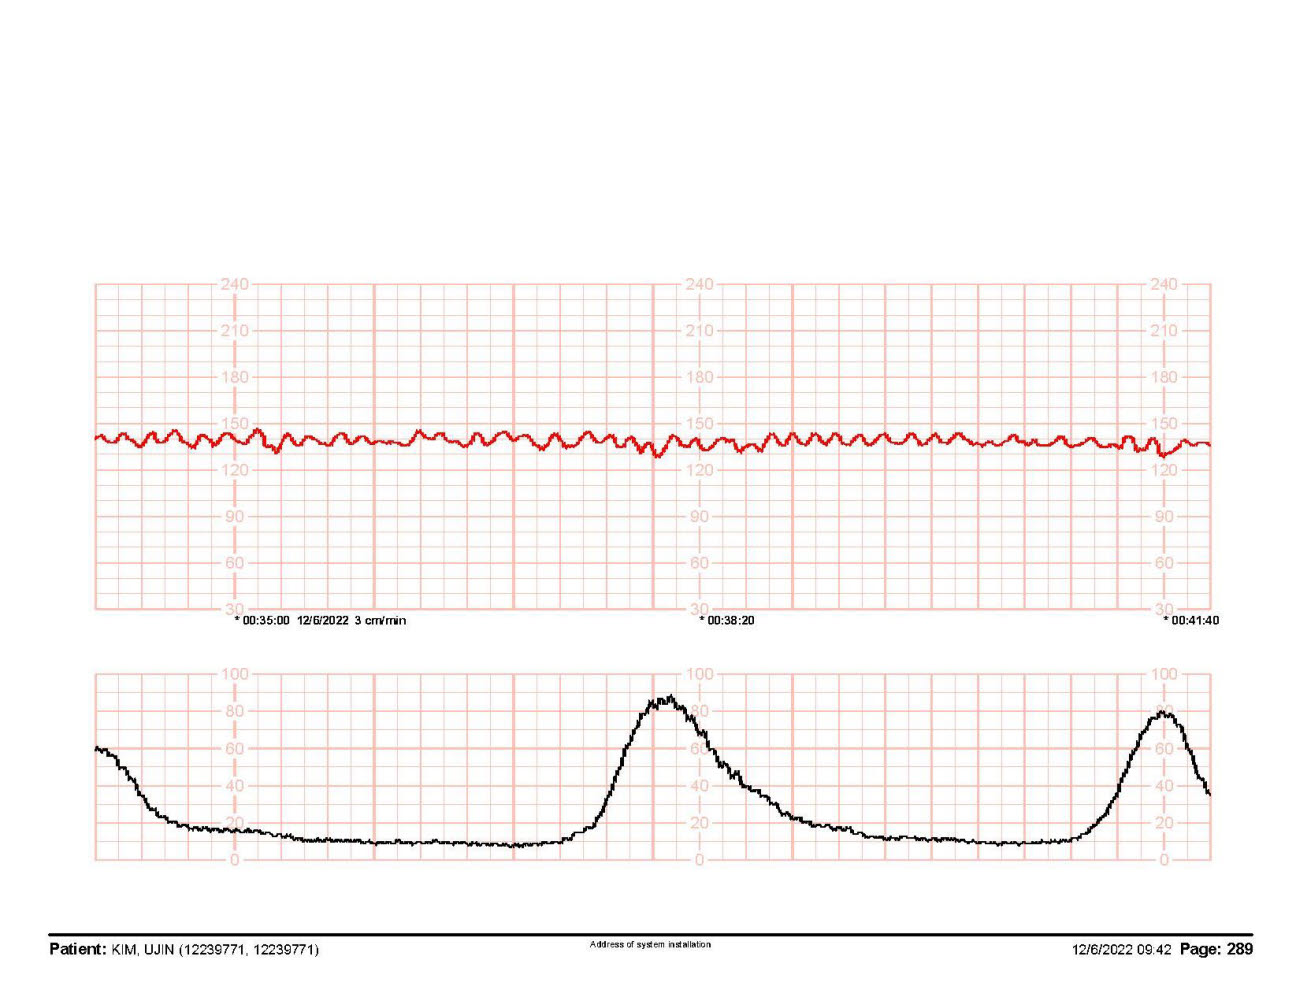 240 240 240
210 210 210
180 180 180
150 150 150
120 120 120
90 90 90
60 60 60
30 30 30
* 00:35:00 12/6/2022 3 cm/min * 00:38:20 * 00:41:40
100 100 100
80 80 80
60 60 60
40 40 40
20 20 20
0 0 0
Patient: KIM, UJIN (12239771, 12239771) Address of system installation 12/6/2022 09:42 Page: 289